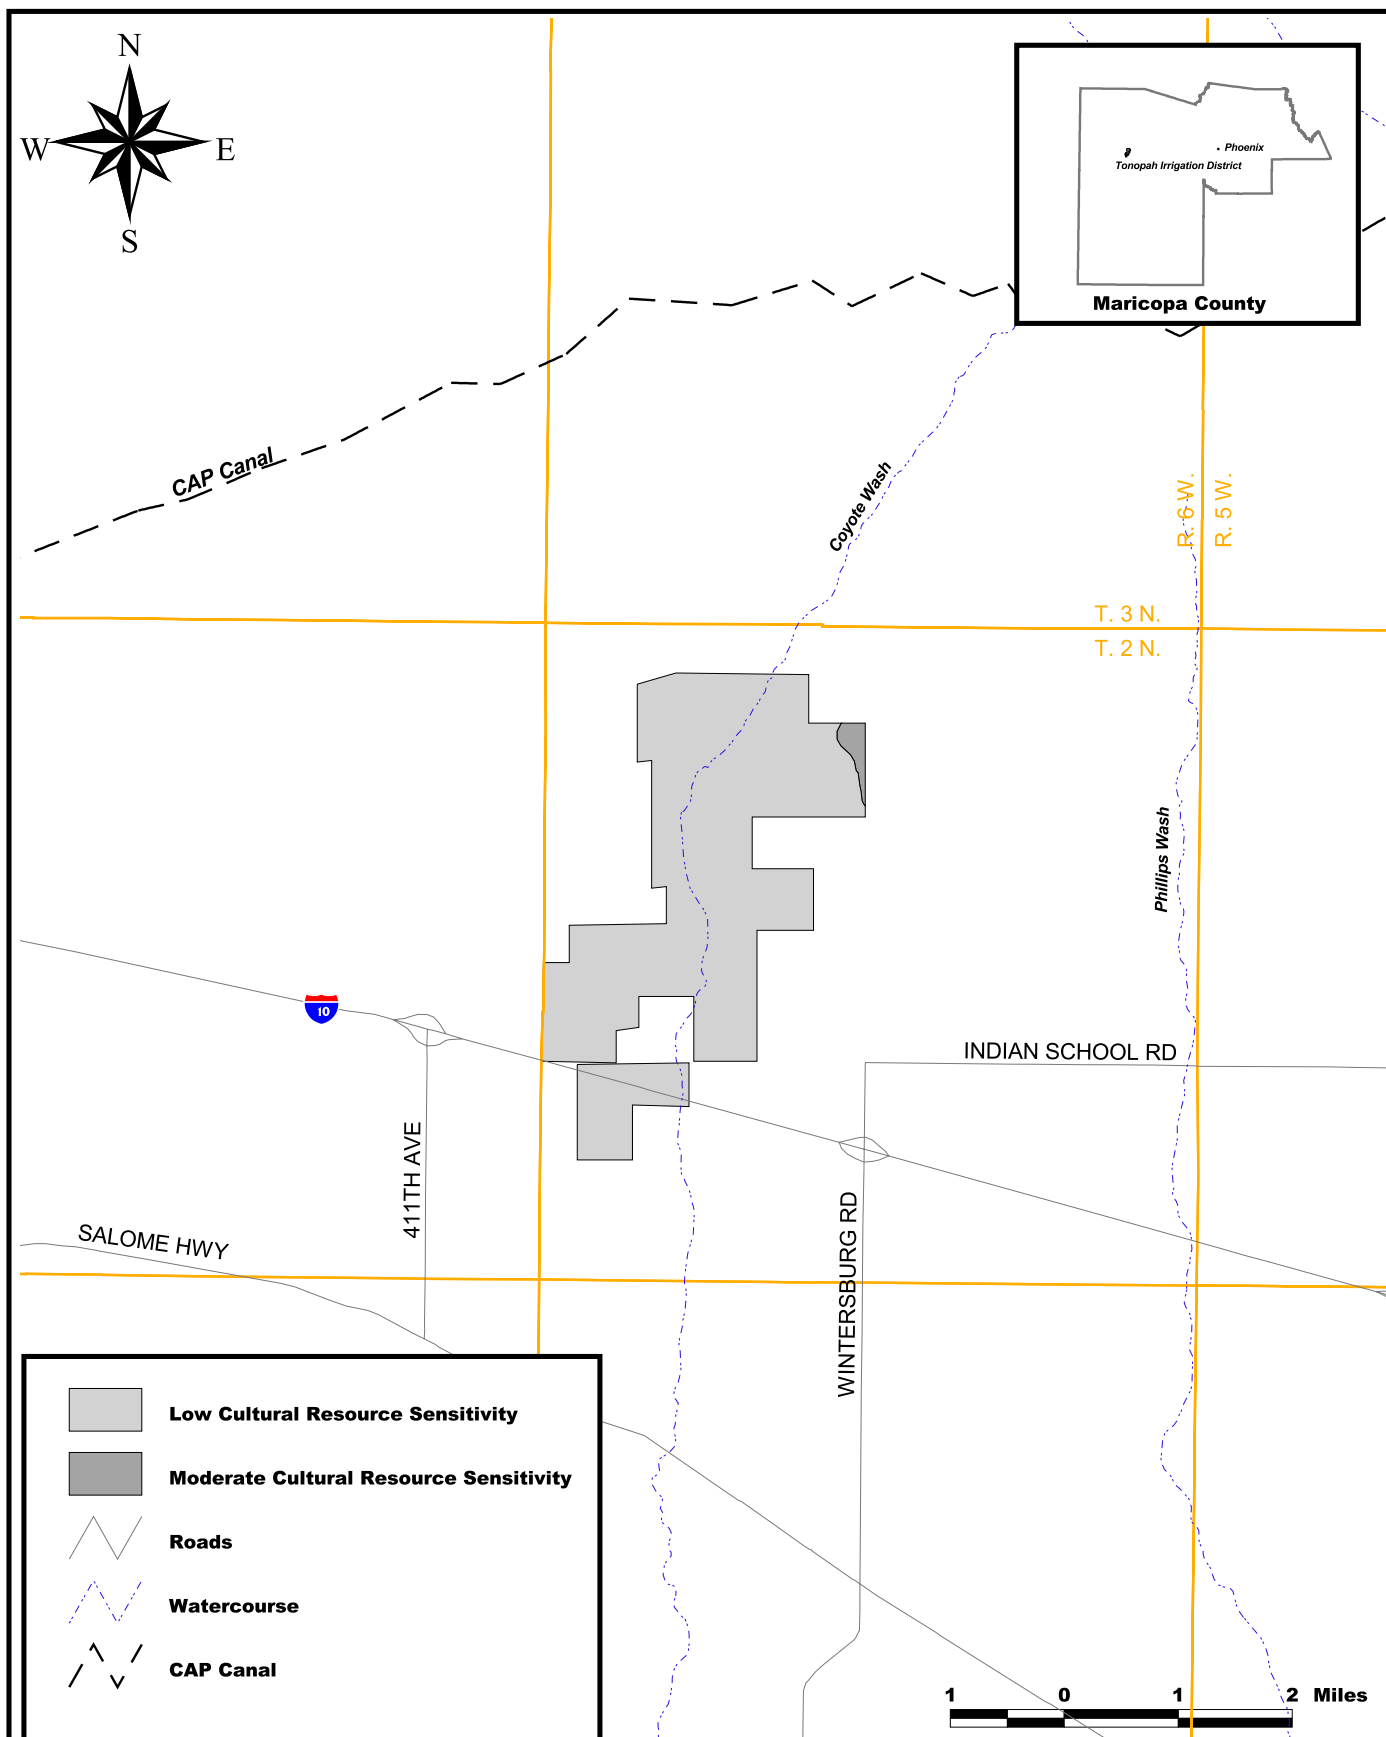 N
W
E
S
Phoenix
Tonopah Irrigation District
Maricopa County
CAP Canal
Coyote Wash
R. 6 W.
R. 5 W.
T. 3 N.
T. 2 N.
Phillips Wash
10
INDIAN SCHOOL RD
411TH AVE
SALOME HWY
WINTERSBURG RD
Low Cultural Resource Sensitivity
Moderate Cultural Resource Sensitivity
Roads
Watercourse
CAP Canal
1 0 1 2 Miles